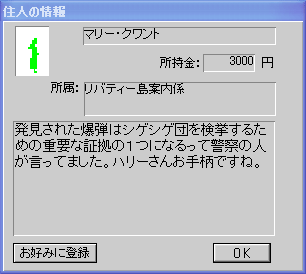 住人の情報
マリー・クワント
所持金： 3000 円
所属： リバティー島案内係
発見された爆弾はシゲシゲ団を検挙するた
めの重要な証拠の１つになるって警察の人
が言ってました。ハリーさんお手柄ですね。
お好みに登録 OK